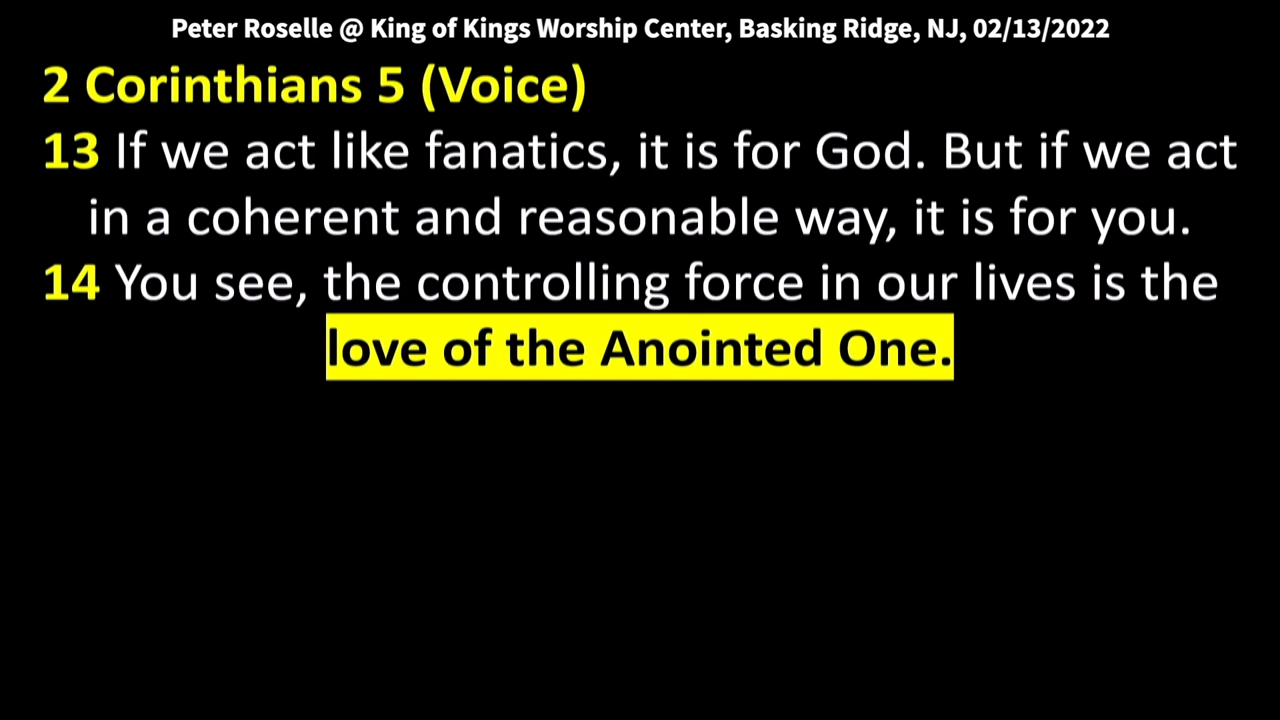 Peter Roselle @ King of Kings Worship Center, Basking Ridge, NJ, 02/13/2022
2 Corinthians 5 (Voice)
13 If we act like fanatics, it is for God. But if we act
in a coherent and reasonable way, it is for you.
14 You see, the controlling force in our lives is the
love of the Anointed One.